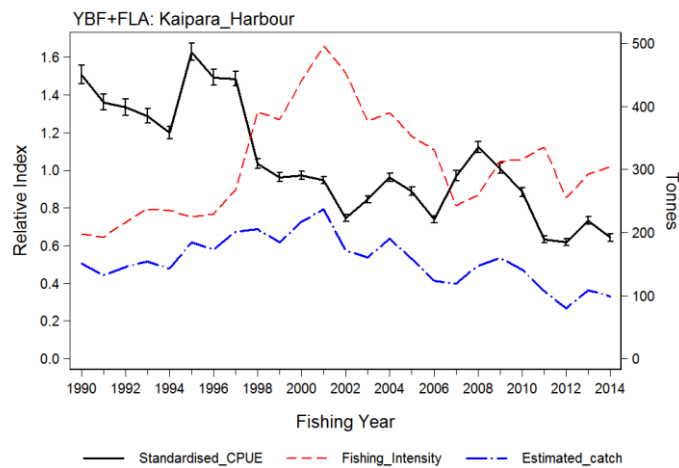 YBF+FLA: Kaipara_Harbour
1.6
1.4
1.2
1.0
0.8
0.6
0.4
0.2
0.0
Relative Index
500
400
300
200
100
0
Tonnes
1990 1992 1994 1996 1998 2000 2002 2004 2006 2008 2010 2012 2014
Fishing Year
Standardised_CPUE Fishing_Intensity Estimated_catch